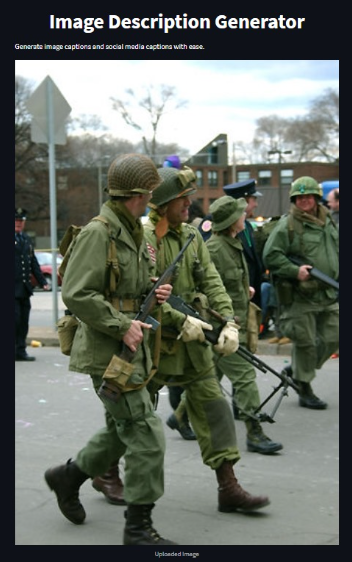 Image Description Generator
Generate image captions and social media captions with ease.
Uploaded Image